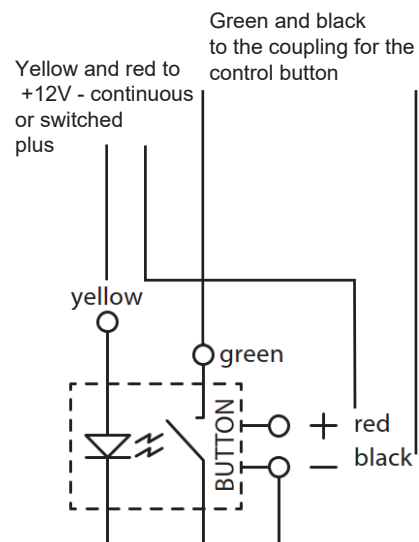 Green and black
to the coupling for the
control button
Yellow and red to
+12V - continuous
or switched
plus
yellow
green
BUTTON
+ red
– black